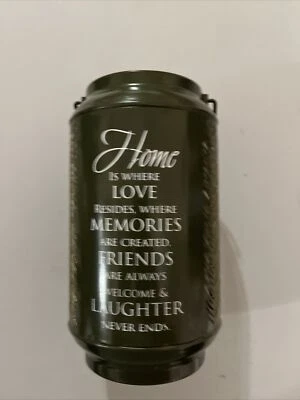 Home
IS WHERE
LOVE
RESIDES, WHERE
MEMORIES
ARE CREATED,
FRIENDS
ARE ALWAYS
WELCOME &
LAUGHTER
NEVER ENDS.